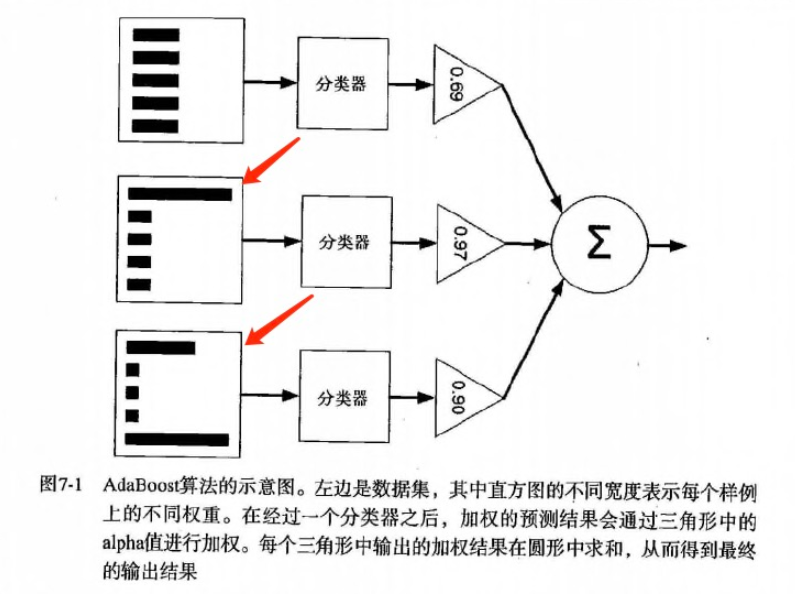 分类器
0.69
分类器
0.97
Σ
分类器
0.90
图7-1 AdaBoost算法的示意图。左边是数据集，其中直方图的不同宽度表示每个样例
上的不同权重。在经过一个分类器之后，加权的预测结果会通过三角形中的
alpha值进行加权。每个三角形中输出的加权结果在圆形中求和，从而得到最终
的输出结果